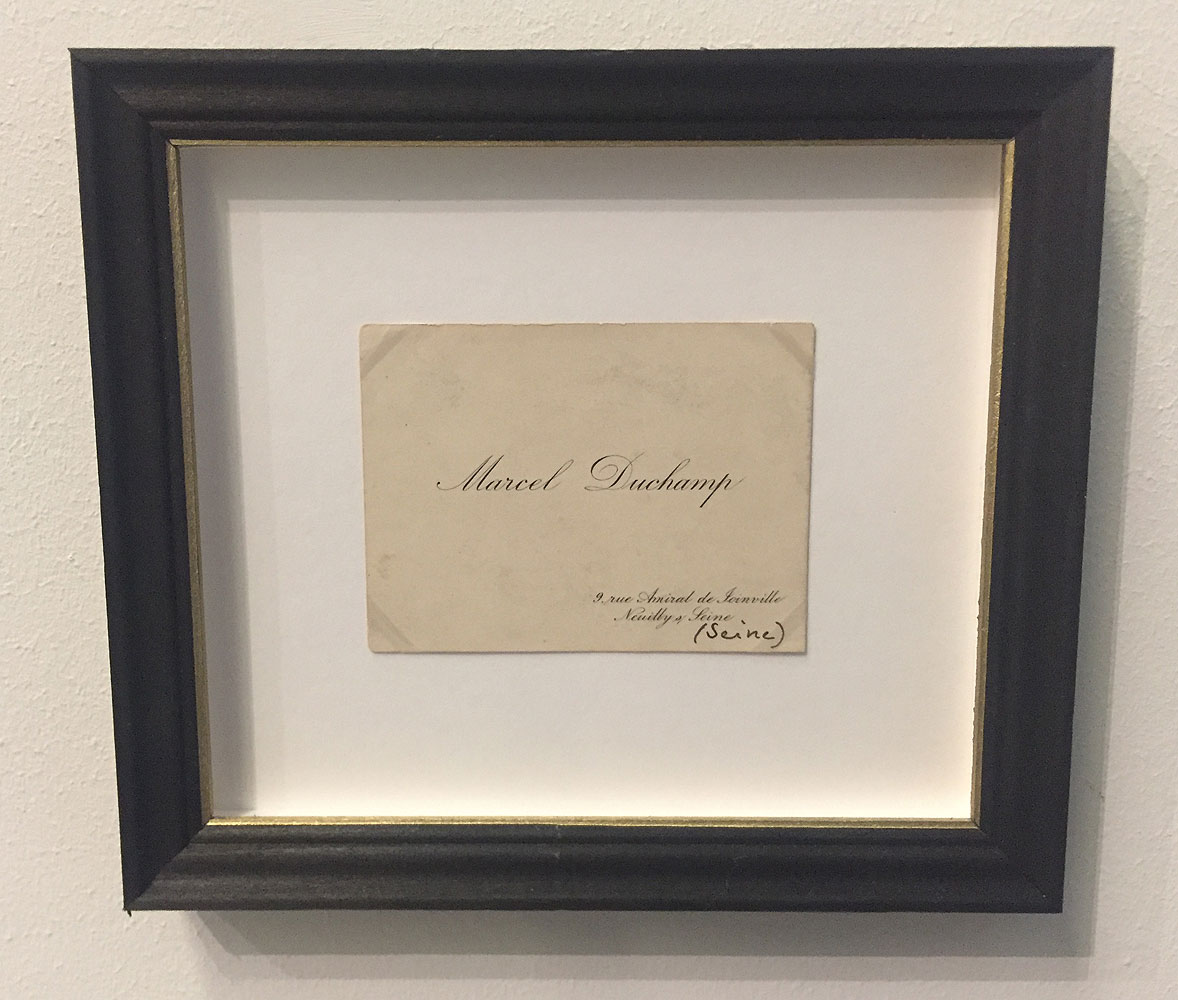 Marcel Duchamp
9, rue Amiral de Joinville
Neuilly s/ Seine
(Seine)